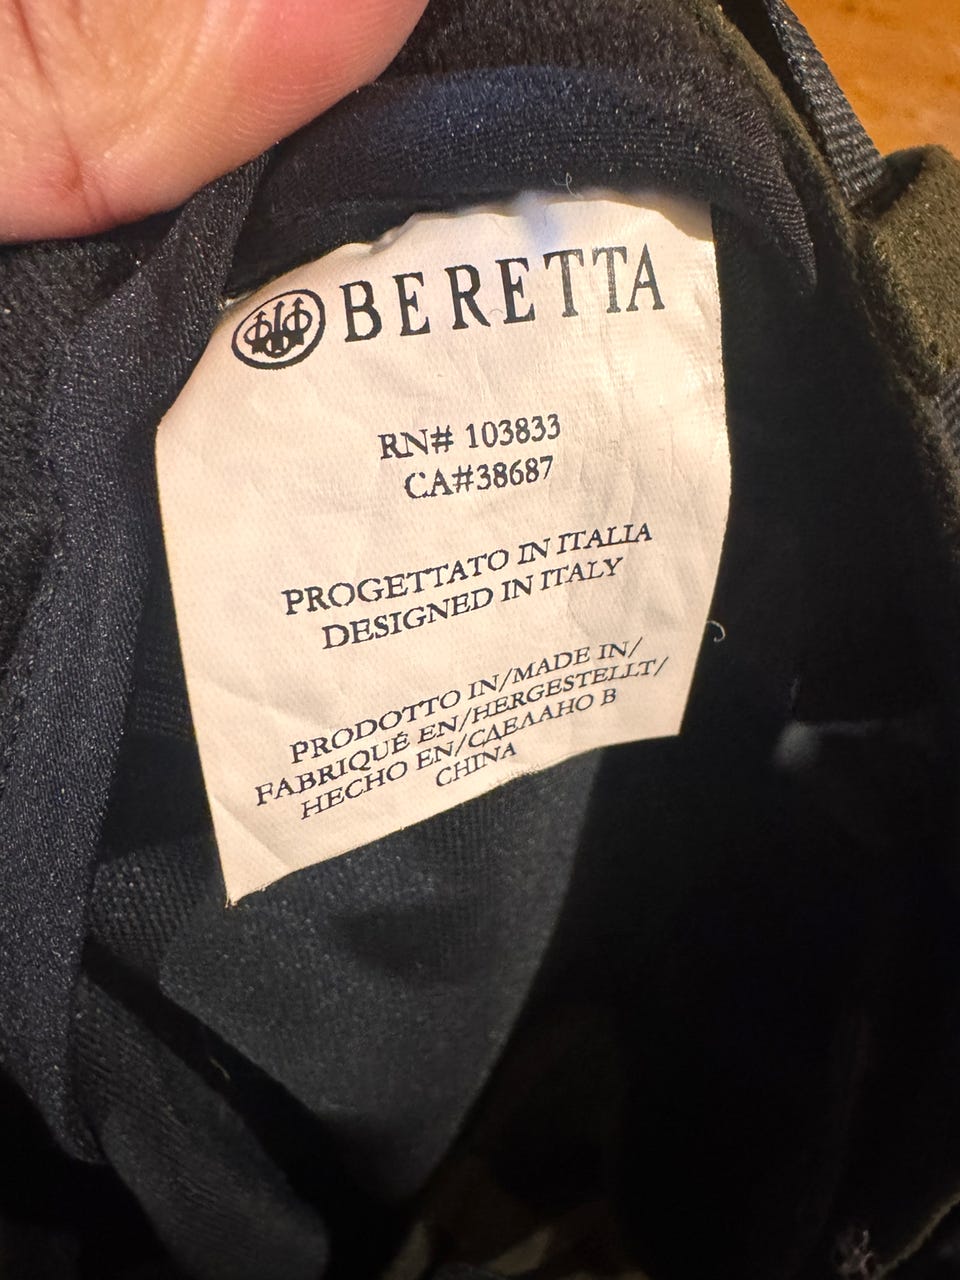 BERETTA
RN# 103833
CA#38687
PROGETTATO IN ITALIA
DESIGNED IN ITALY
PRODOTTO IN/MADE IN/
FABRIQUÉ EN/HERGESTELLT/
HECHO EN/СДЕЛАНО В
CHINA